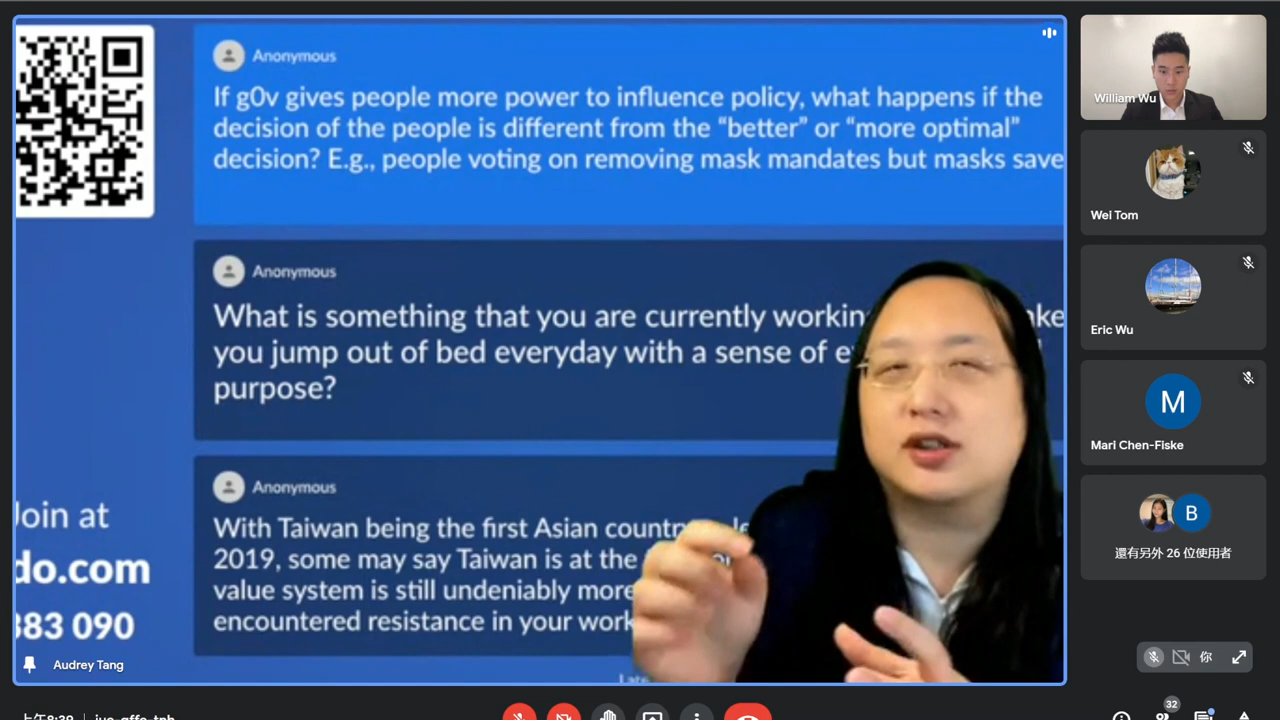 Anonymous
If g0v gives people more power to influence policy, what happens if the
decision of the people is different from the “better” or “more optimal”
decision? E.g., people voting on removing mask mandates but masks save
Anonymous
What is something that you are currently
you jump out of bed everyday with a sense of
purpose?
Anonymous
With Taiwan being the first Asian
2019, some may say Taiwan is at the
value system is still undeniably more
encountered resistance in your work
Join at
do.com
383 090
Audrey Tang
William Wu
Wei Tom
Eric Wu
M
Mari Chen-Fiske
B
還有另外 26 位使用者
你
上午8:39
32